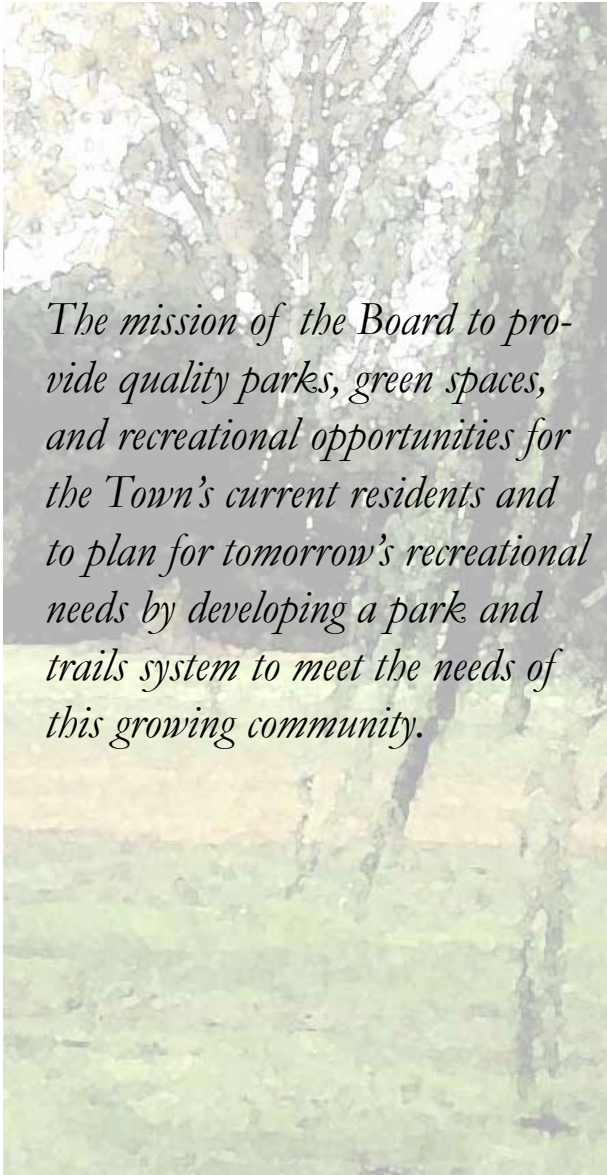 The mission of the Board to pro-
vide quality parks, green spaces,
and recreational opportunities for
the Town’s current residents and
to plan for tomorrow’s recreational
needs by developing a park and
trails system to meet the needs of
this growing community.